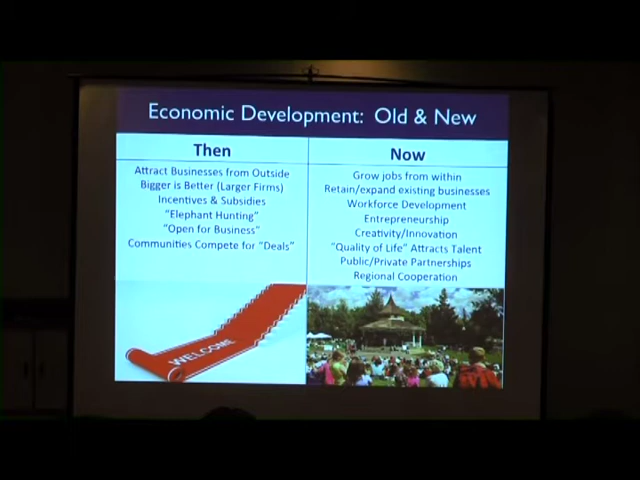 Economic Development: Old & New
Then
Attract Businesses from Outside
Bigger is Better (Larger Firms)
Incentives & Subsidies
"Elephant Hunting"
"Open for Business"
Communities Compete for "Deals"
WELCOME
Now
Grow jobs from within
Retain/expand existing businesses
Workforce Development
Entrepreneurship
Creativity/Innovation
"Quality of Life" Attracts Talent
Public/Private Partnerships
Regional Cooperation